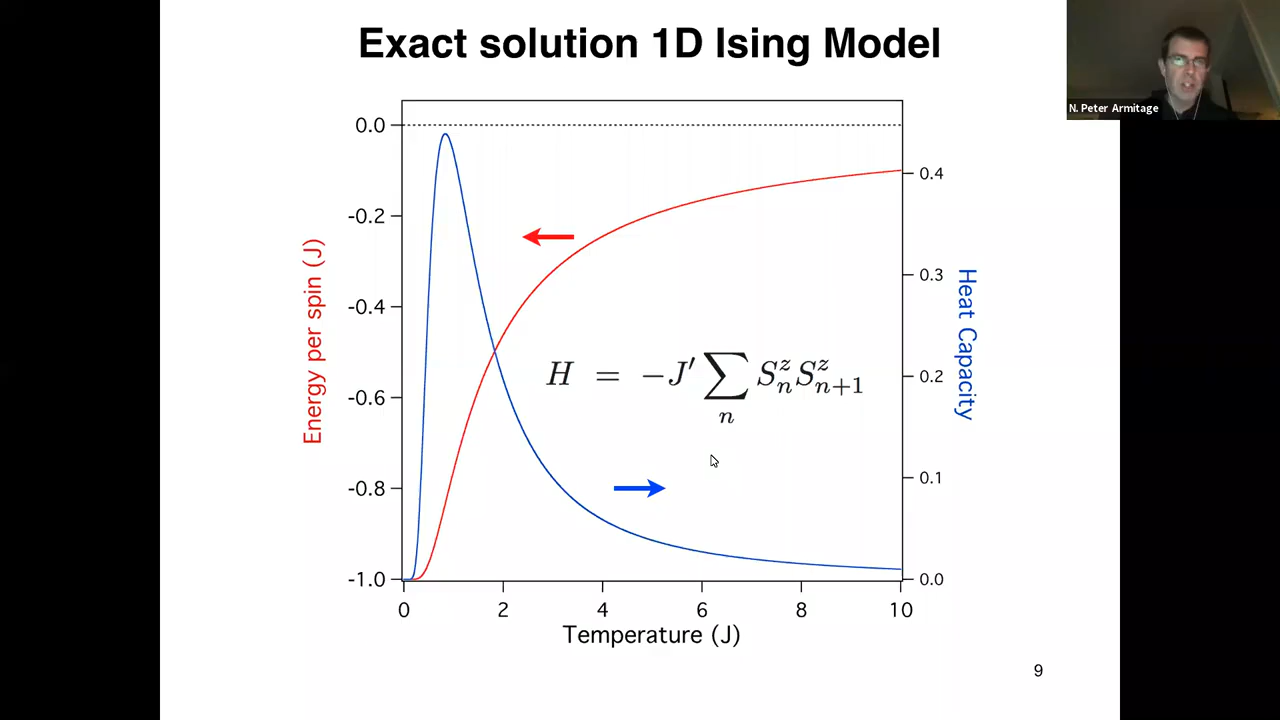 Exact solution 1D Ising Model
N. Peter Armitage
0.0
-0.2
-0.4
-0.6
-0.8
-1.0
Energy per spin (J)
H = −J′ ∑ₙ Sᶻₙ Sᶻₙ₊₁
0.4
0.3
0.2
0.1
0.0
Heat Capacity
0 2 4 6 8 10
Temperature (J)
9